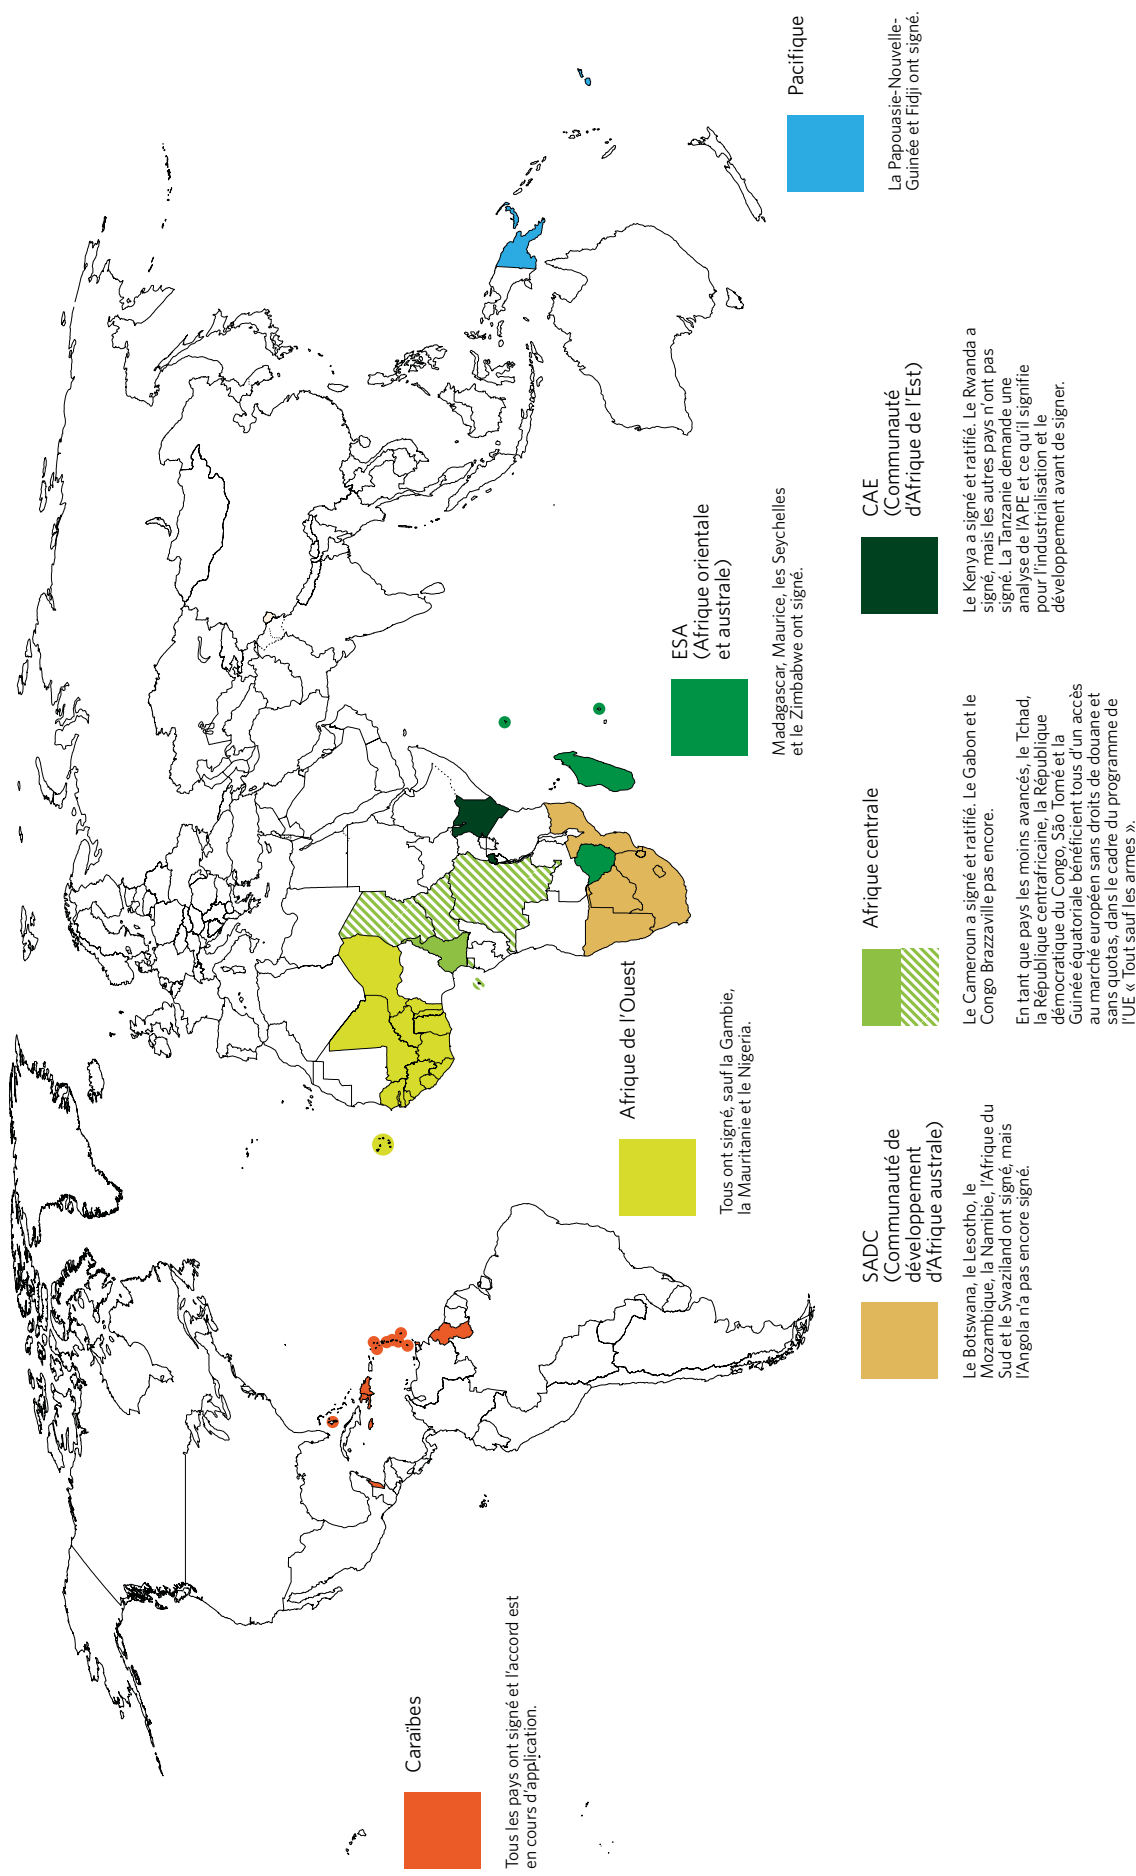 Caraïbes
Tous les pays ont signé et l'accord est
en cours d'application.
Afrique de l'Ouest
Tous ont signé, sauf la Gambie,
la Mauritanie et le Nigeria.
ESA
(Afrique orientale
et australe)
Madagascar, Maurice, les Seychelles
et le Zimbabwe ont signé.
Pacifique
La Papouasie-Nouvelle-
Guinée et Fidji ont signé.
SADC
(Communauté de
développement
d'Afrique australe)
Le Botswana, le Lesotho, le
Mozambique, la Namibie, l'Afrique du
Sud et le Swaziland ont signé, mais
l'Angola n'a pas encore signé.
Afrique centrale
Le Cameroun a signé et ratifié. Le Gabon et le
Congo Brazzaville pas encore.
En tant que pays les moins avancés, le Tchad,
la République centrafricaine, la République
démocratique du Congo, São Tomé et la
Guinée équatoriale bénéficient tous d'un accès
au marché européen sans droits de douane et
sans quotas, dans le cadre du programme de
l'UE « Tout sauf les armes ».
CAE
(Communauté
d'Afrique de l'Est)
Le Kenya a signé et ratifié. Le Rwanda a
signé, mais les autres pays n'ont pas
signé. La Tanzanie demande une
analyse de l'APE et ce qu'il signifie
pour l'industrialisation et le
développement avant de signer.